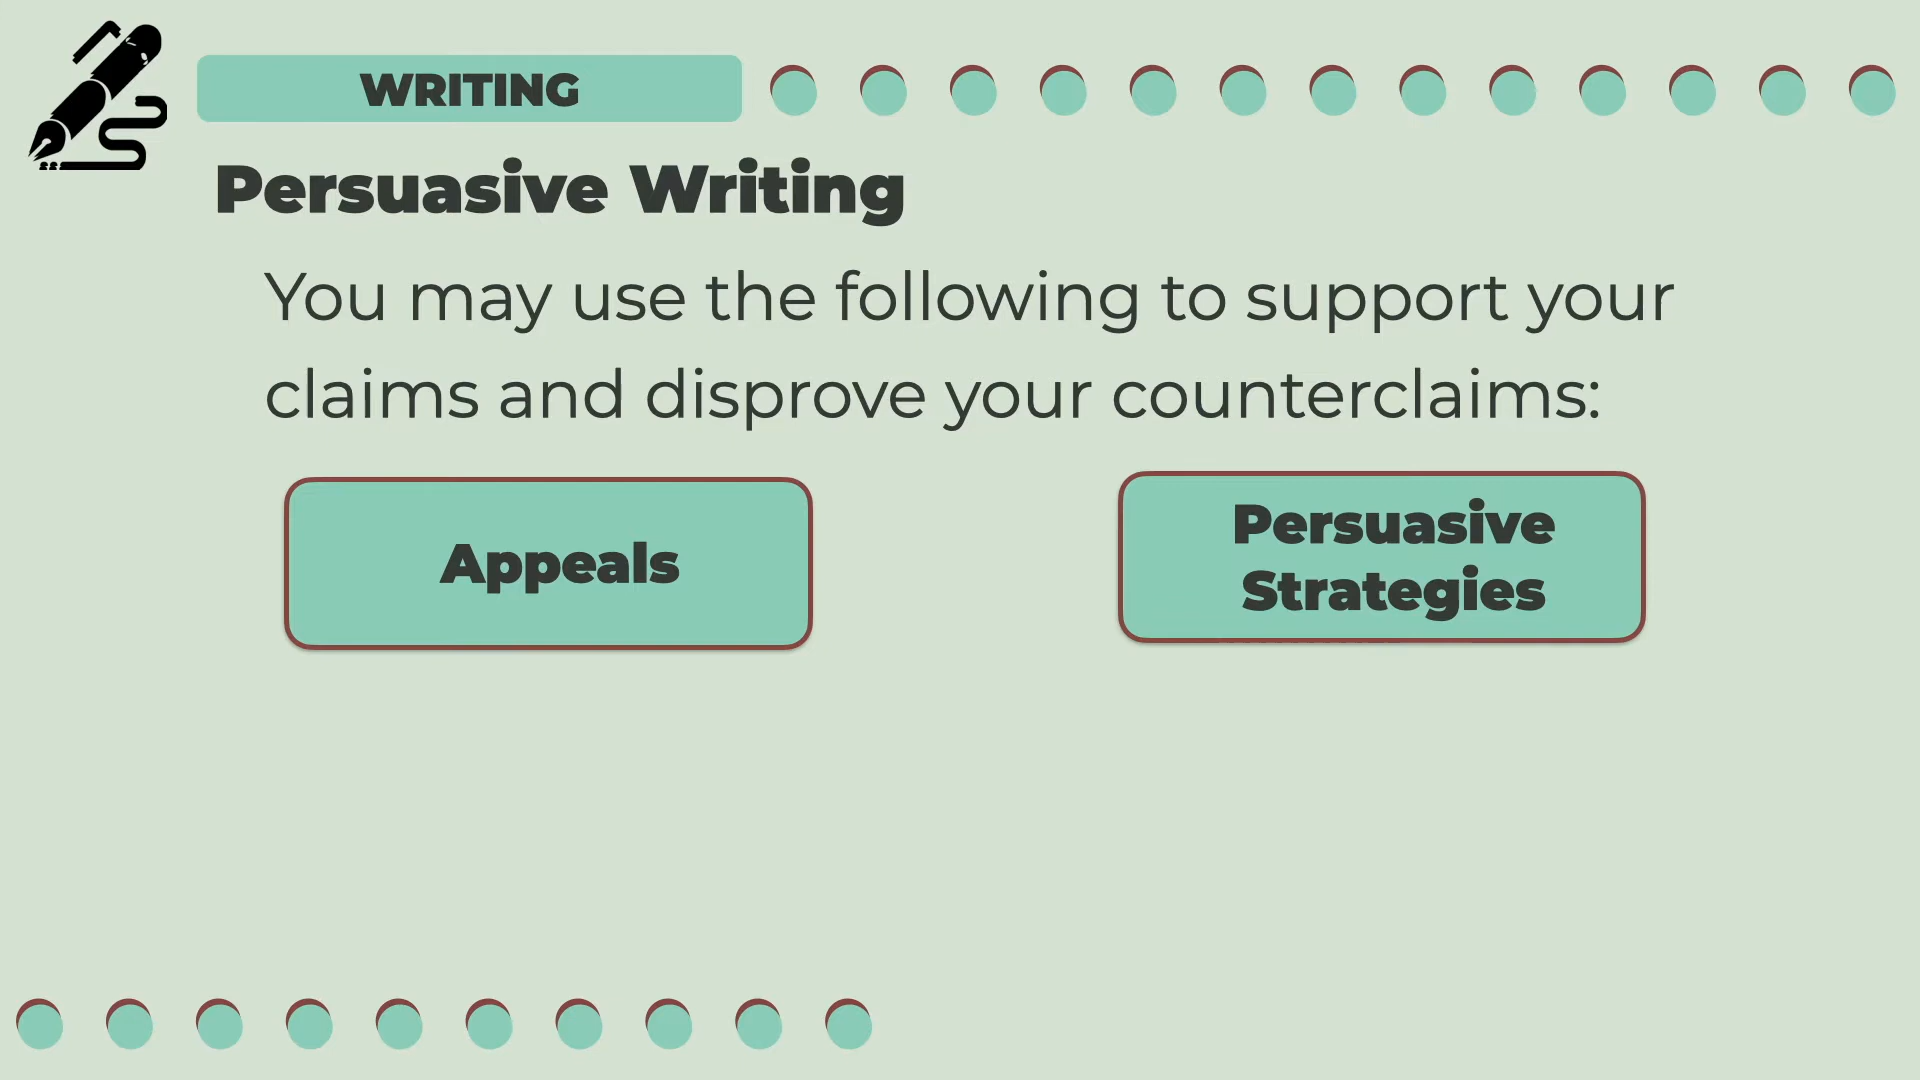 WRITING
Persuasive Writing
You may use the following to support your
claims and disprove your counterclaims:
Appeals
Persuasive
Strategies